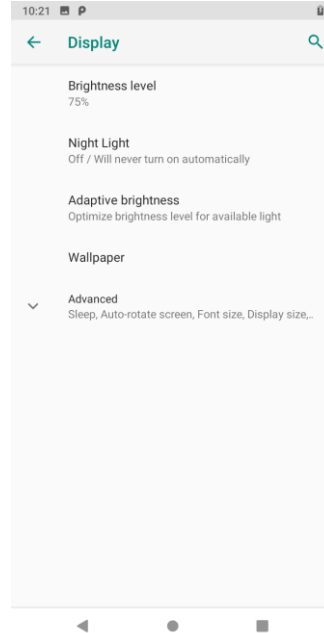 10:21
Display
Brightness level
75%
Night Light
Off / Will never turn on automatically
Adaptive brightness
Optimize brightness level for available light
Wallpaper
Advanced
Sleep, Auto-rotate screen, Font size, Display size,..